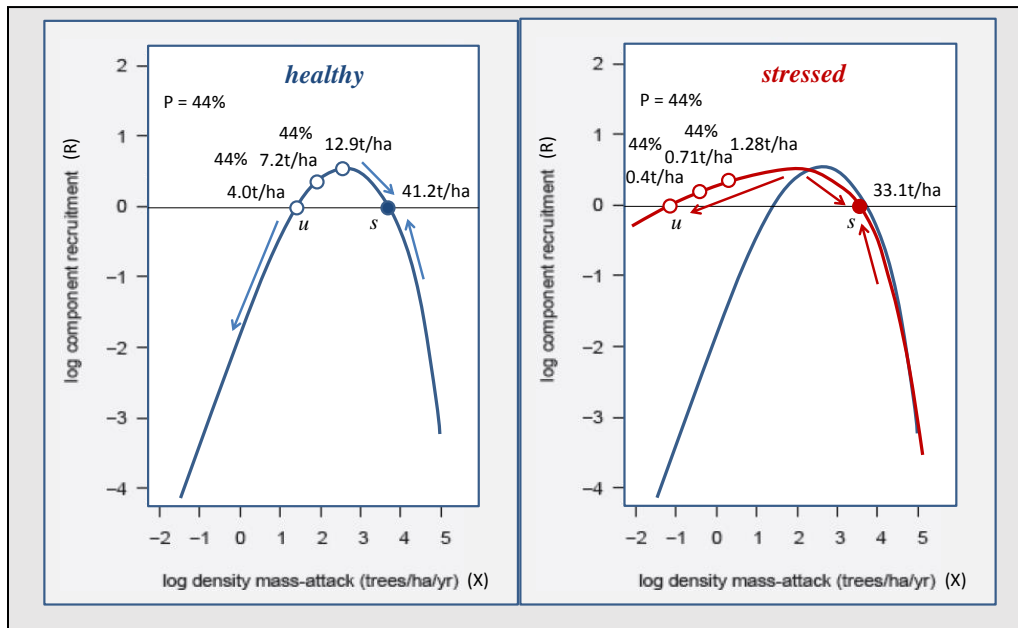 healthy
P = 44%
44%
12.9t/ha
44%
7.2t/ha
4.0t/ha
41.2t/ha
u
s
2
1
0
−1
−2
−3
−4
log component recruitment (R)
−2 −1 0 1 2 3 4 5
log density mass-attack (trees/ha/yr) (X)
stressed
P = 44%
44%
1.28t/ha
44%
0.71t/ha
0.4t/ha
33.1t/ha
u
s
2
1
0
−1
−2
−3
−4
log component recruitment (R)
−2 −1 0 1 2 3 4 5
log density mass-attack (trees/ha/yr) (X)